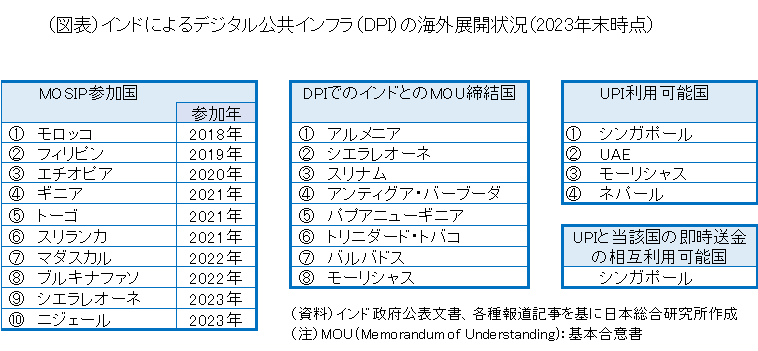 （図表）インドによるデジタル公共インフラ（DPI）の海外展開状況（2023年末時点）
MOSIP参加国
参加年
① モロッコ 2018年
② フィリピン 2019年
③ エチオピア 2020年
④ ギニア 2021年
⑤ トーゴ 2021年
⑥ スリランカ 2021年
⑦ マダスカル 2022年
⑧ ブルキナファソ 2022年
⑨ シエラレオーネ 2023年
⑩ ニジェール 2023年
DPIでのインドとのMOU締結国
① アルメニア
② シエラレオーネ
③ スリナム
④ アンティグア・バーブーダ
⑤ パプアニューギニア
⑥ トリニダード・トバコ
⑦ バルバドス
⑧ モーリシャス
UPI利用可能国
① シンガポール
② UAE
③ モーリシャス
④ ネパール
UPIと当該国の即時送金
の相互利用可能国
シンガポール
（資料）インド政府公表文書、各種報道記事を基に日本総合研究所作成
（注）MOU（Memorandum of Understanding）：基本合意書